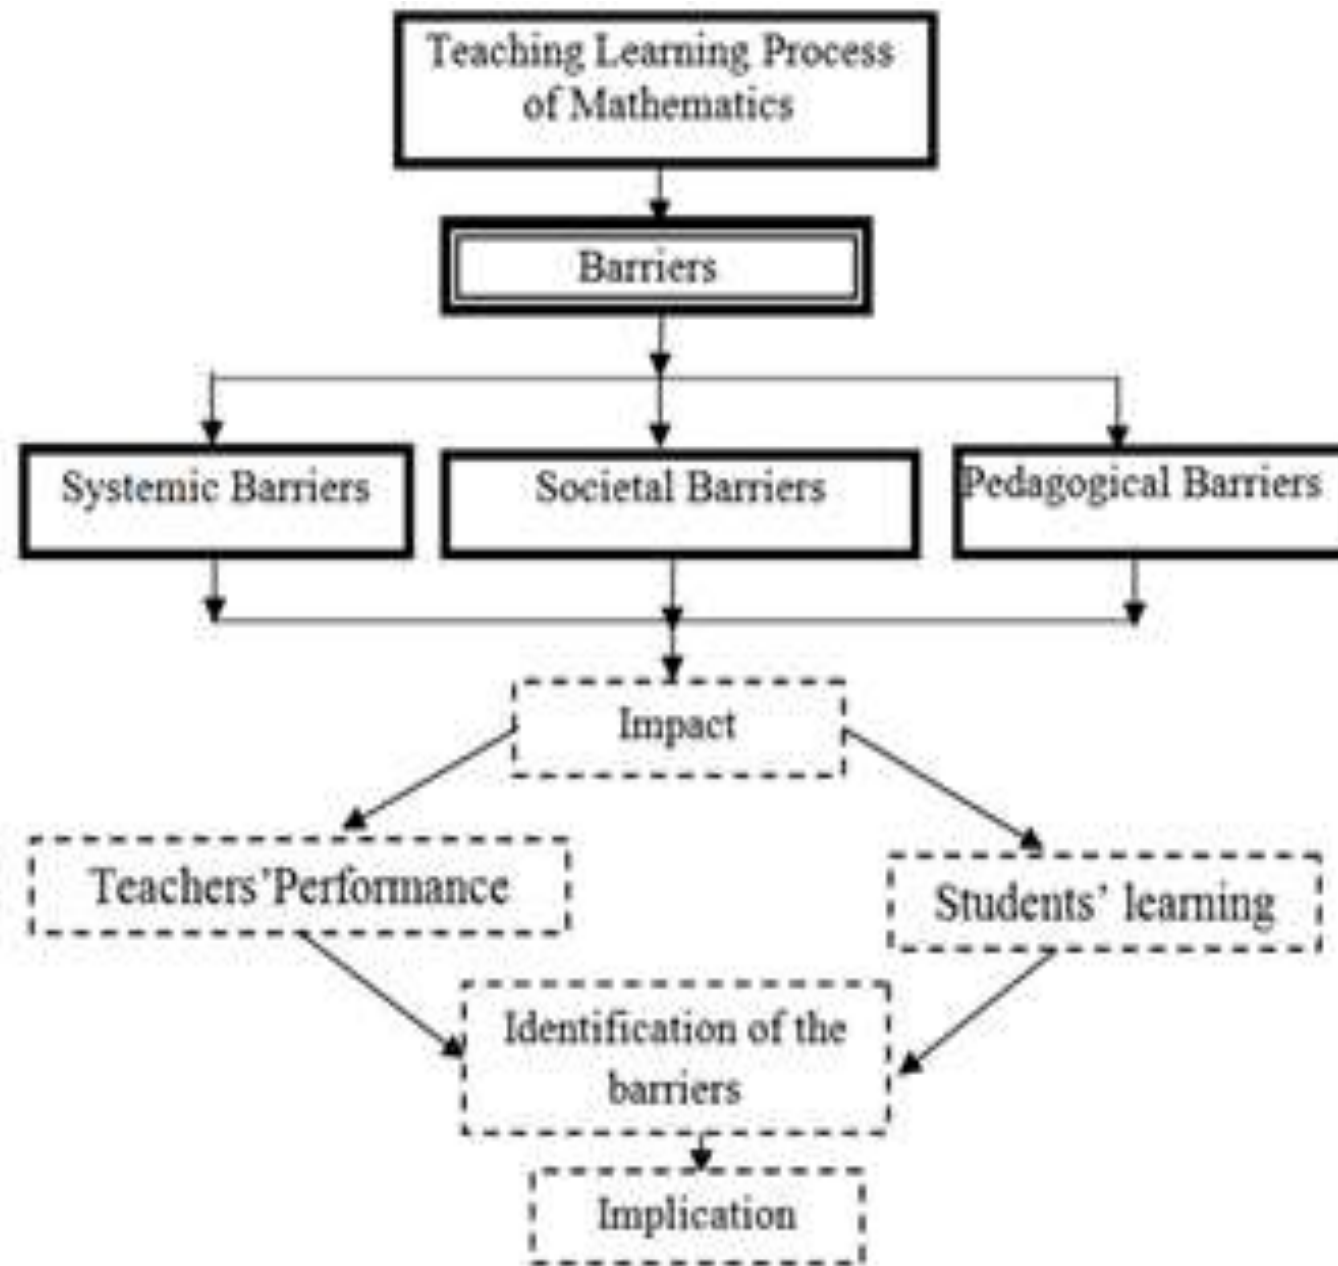 Teaching Learning Process
of Mathematics
Barriers
Systemic Barriers
Societal Barriers
Pedagogical Barriers
Impact
Teachers’Performance
Students’ learning
Identification of the
barriers
Implication